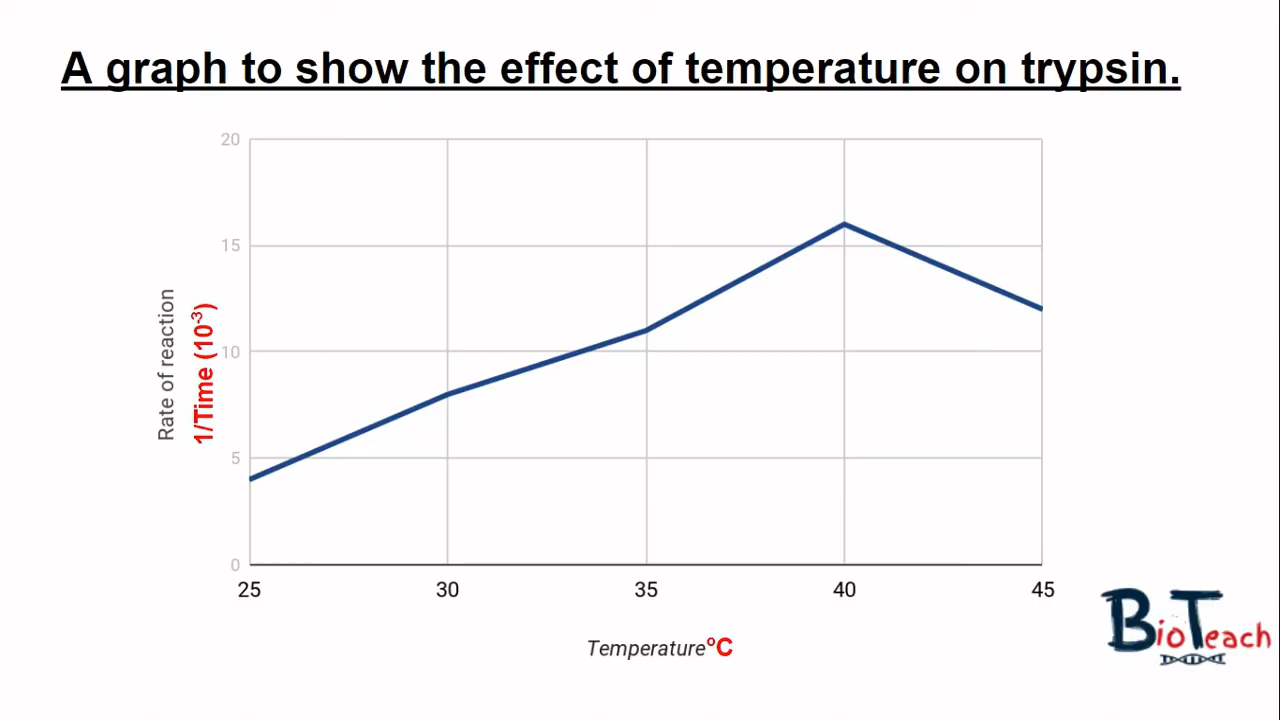 A graph to show the effect of temperature on trypsin.
20
15
10
5
0
Rate of reaction
1/Time (10⁻³)
25 30 35 40 45
Temperature°C
BioTeach